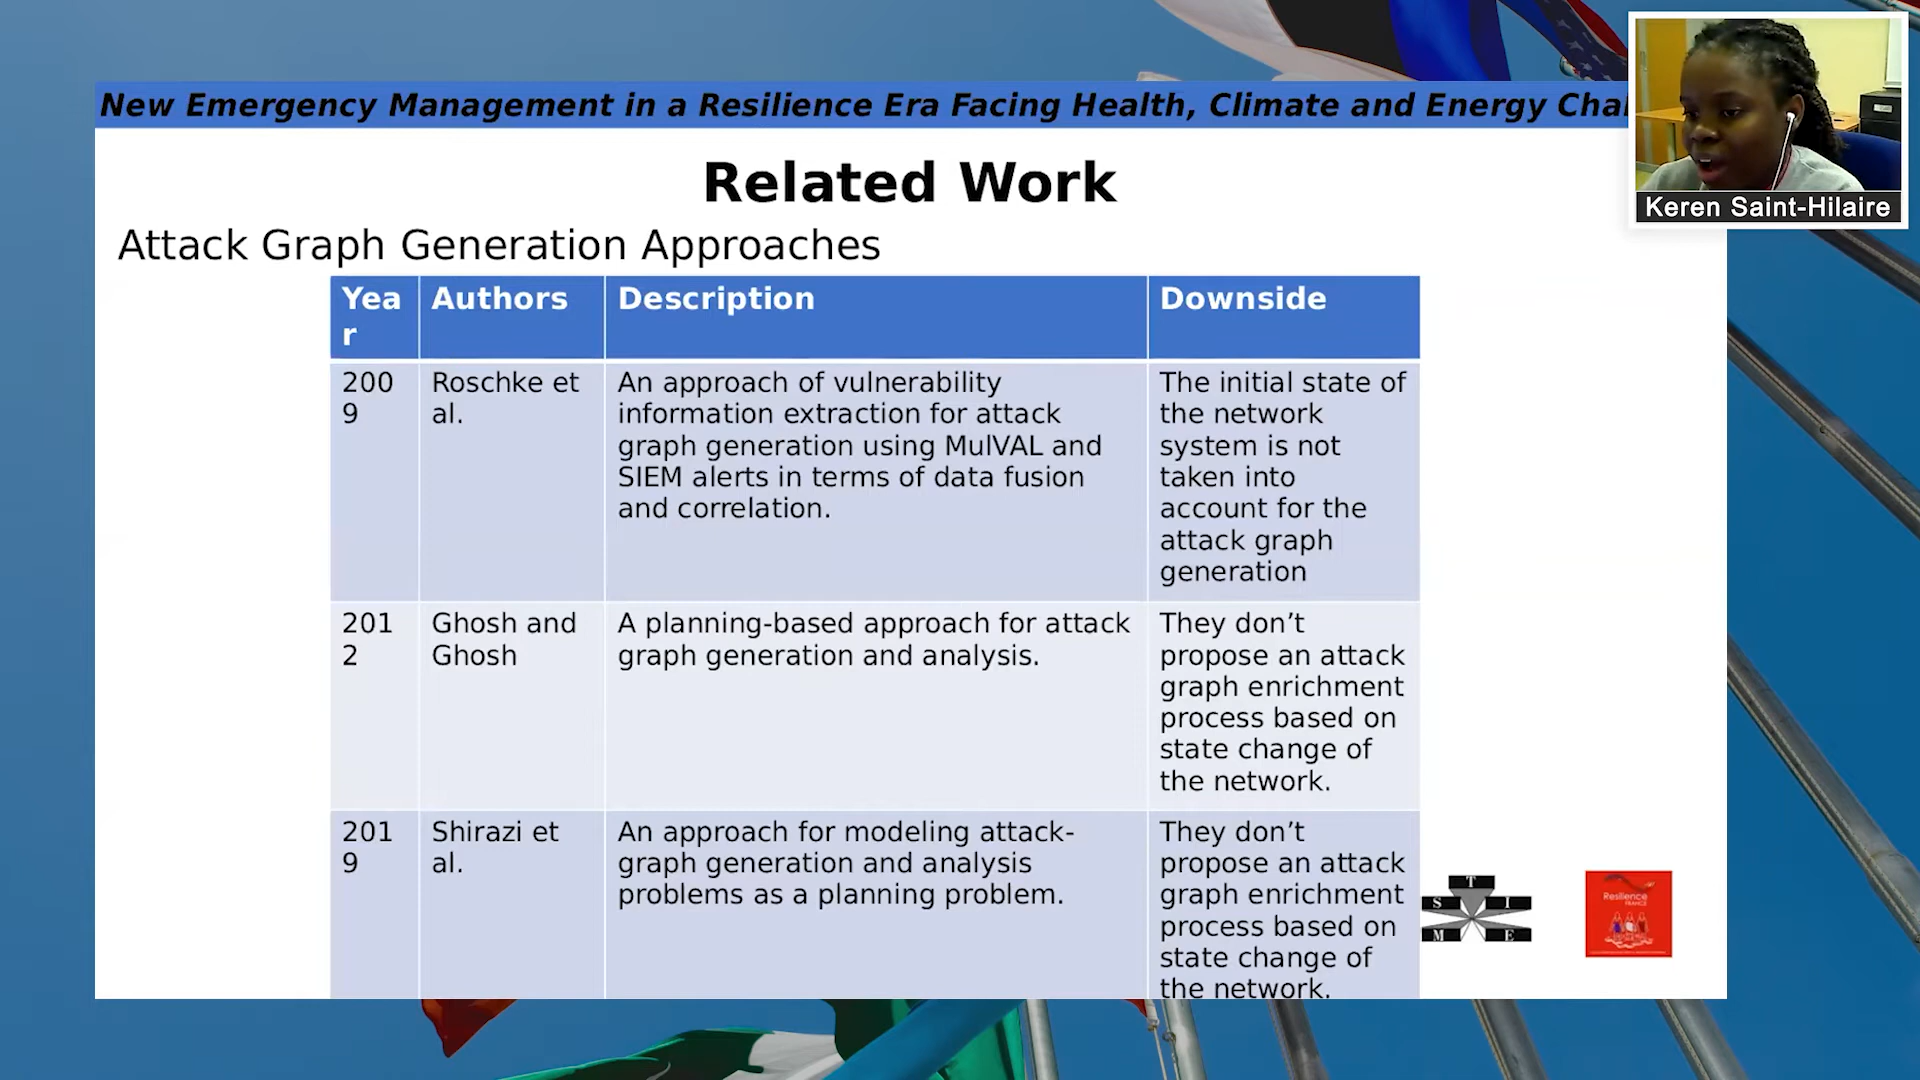 New Emergency Management in a Resilience Era Facing Health, Climate and Energy
Keren Saint-Hilaire
Related Work
Attack Graph Generation Approaches
Yea
r
Authors
Description
Downside
200
9
Roschke et
al.
An approach of vulnerability
information extraction for attack
graph generation using MulVAL and
SIEM alerts in terms of data fusion
and correlation.
The initial state of
the network
system is not
taken into
account for the
attack graph
generation
201
2
Ghosh and
Ghosh
A planning-based approach for attack
graph generation and analysis.
They don’t
propose an attack
graph enrichment
process based on
state change of
the network.
201
9
Shirazi et
al.
An approach for modeling attack-
graph generation and analysis
problems as a planning problem.
They don’t
propose an attack
graph enrichment
process based on
state change of
the network.
T
S I
M E
Resilience
FRANCE